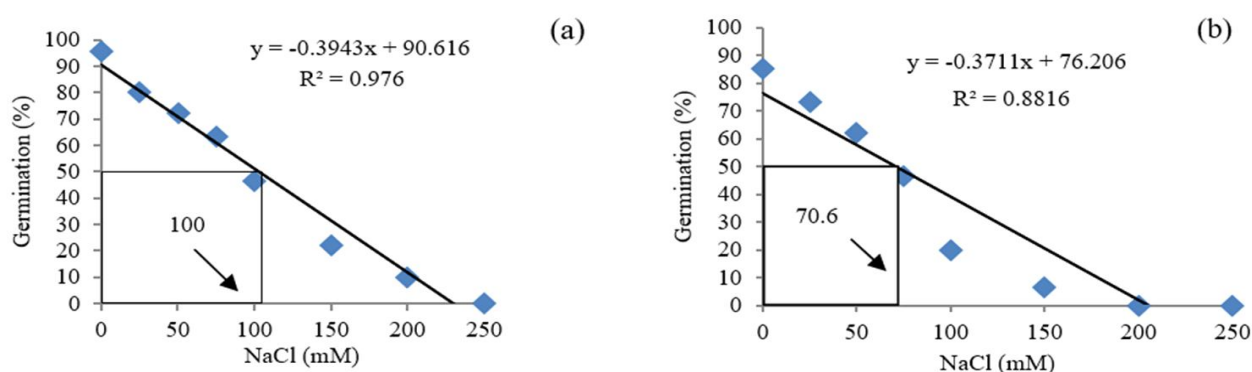 (a)
y = -0.3943x + 90.616
R² = 0.976
Germination (%)
100
90
80
70
60
50
40
30
20
10
0
100
0 50 100 150 200 250
NaCl (mM)
(b)
y = -0.3711x + 76.206
R² = 0.8816
Germination (%)
100
90
80
70
60
50
40
30
20
10
0
70.6
0 50 100 150 200 250
NaCl (mM)